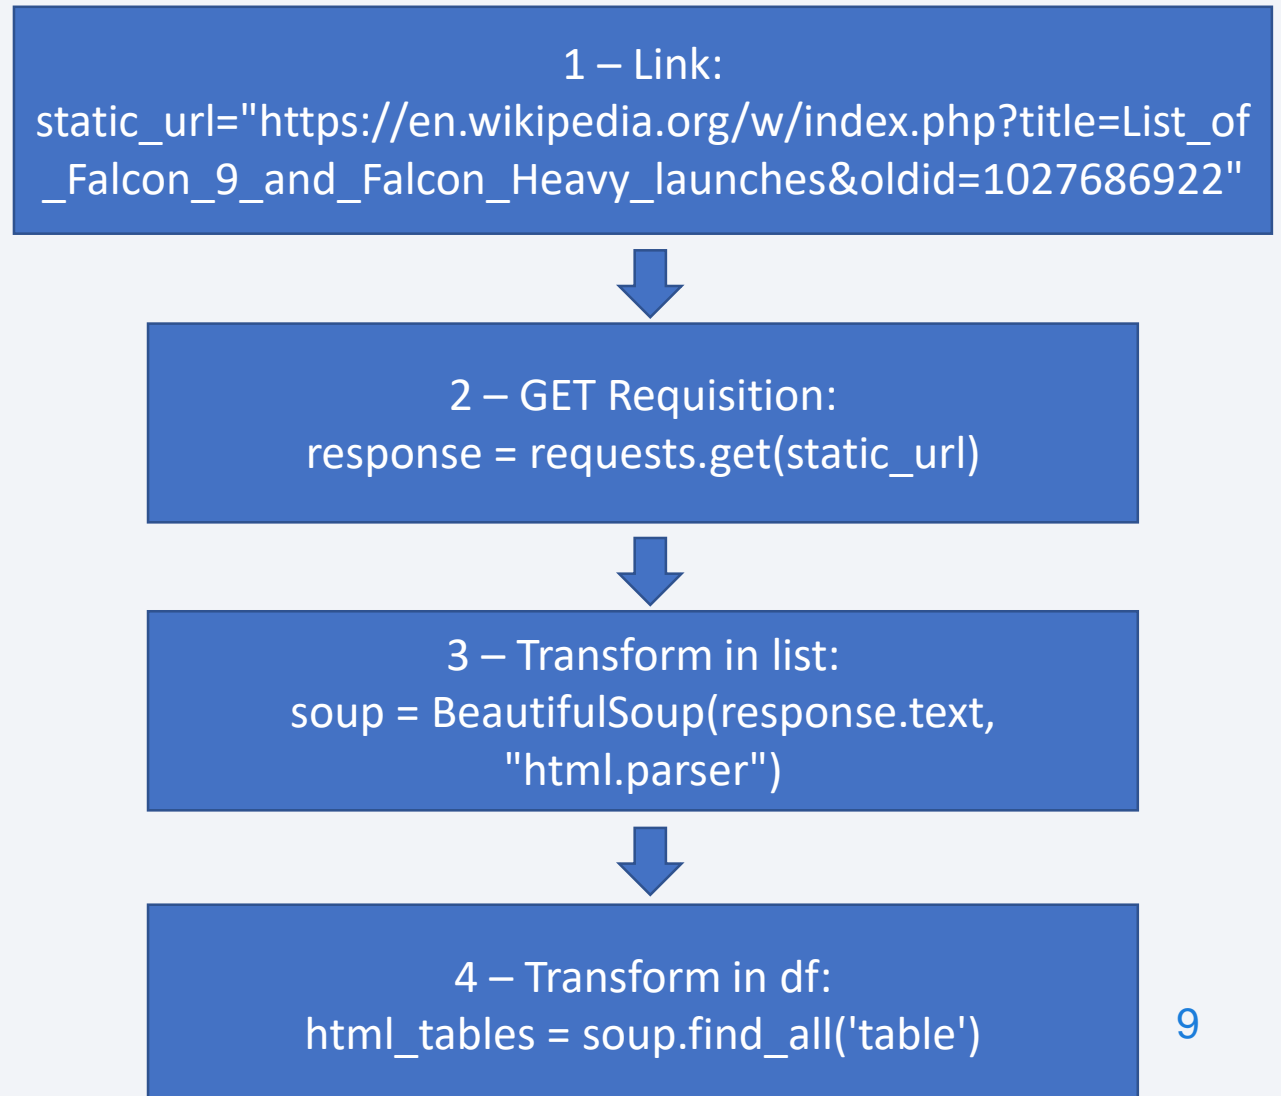 1 – Link:
static_url="https://en.wikipedia.org/w/index.php?title=List_of
_Falcon_9_and_Falcon_Heavy_launches&oldid=1027686922"
2 – GET Requisition:
response = requests.get(static_url)
3 – Transform in list:
soup = BeautifulSoup(response.text,
"html.parser")
4 – Transform in df:
html_tables = soup.find_all('table')
9